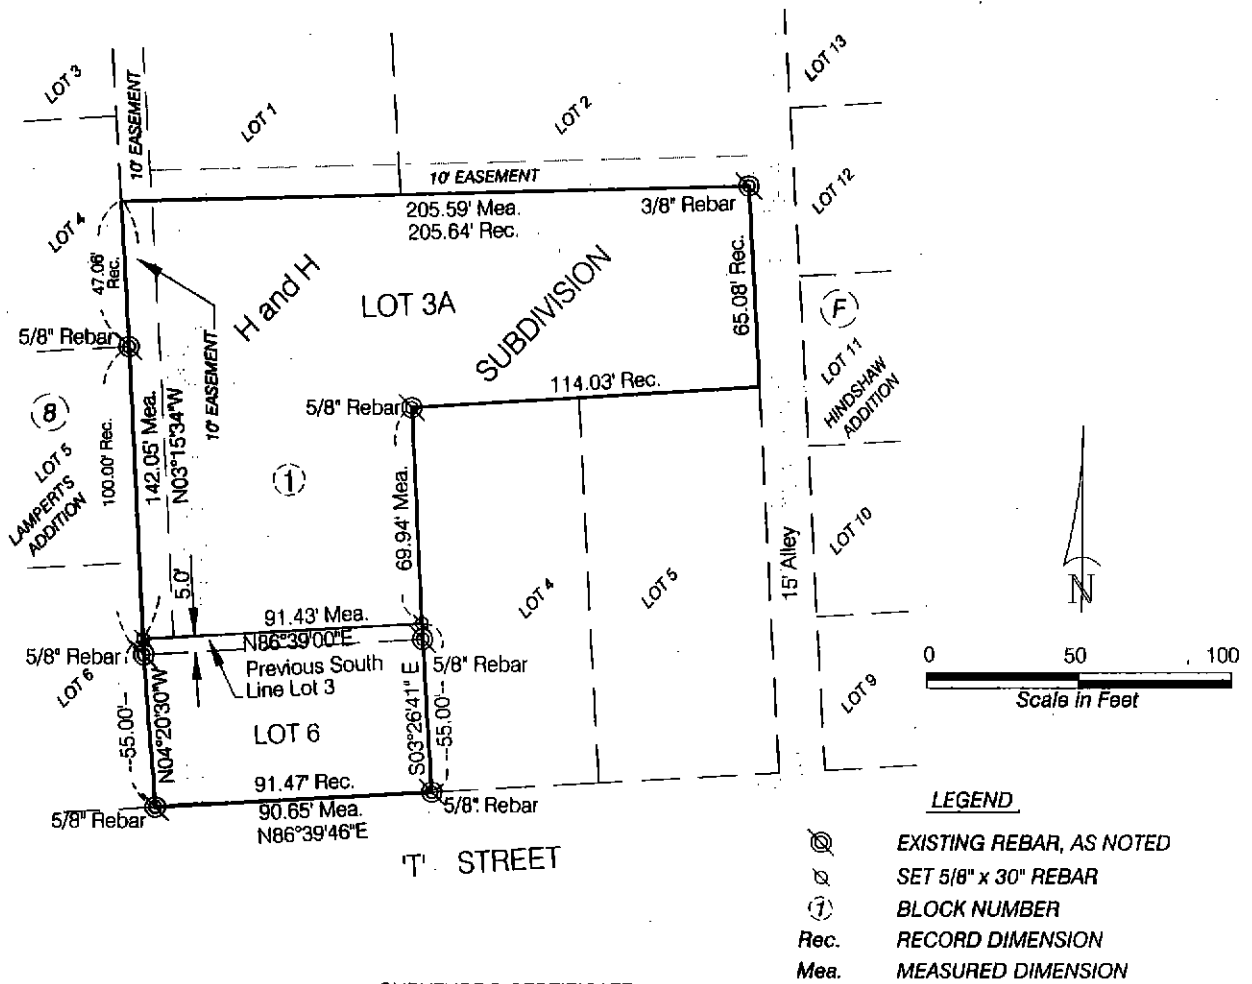 LOT 3
10' EASEMENT
LOT 1
LOT 2
LOT 13
10' EASEMENT
LOT 12
3/8" Rebar
205.59' Mea.
205.64' Rec.
LOT 4
47.06'
Rec.
H and H
LOT 3A
SUBDIVISION
65.08' Rec.
F
LOT 11
HINDSHAW
ADDITION
5/8" Rebar
10' EASEMENT
114.03' Rec.
5/8" Rebar
8
LOT 5
LAMPERT'S
ADDITION
100.00' Rec.
142.05' Mea.
N03°15'34"W
1
69.94' Mea.
LOT 4
LOT 5
15' Alley
LOT 10
N
5.0'
91.43' Mea.
N86°39'00"E
5/8" Rebar
Previous South
Line Lot 3
5/8" Rebar
LOT 6
55.00'
N04°20'30"W
LOT 6
S03°26'41" E
55.00'
LOT 9
0 50 100
Scale in Feet
91.47' Rec.
90.65' Mea.
N86°39'46"E
5/8" Rebar
5/8" Rebar
'T' STREET
LEGEND
EXISTING REBAR, AS NOTED
SET 5/8" x 30" REBAR
1 BLOCK NUMBER
Rec. RECORD DIMENSION
Mea. MEASURED DIMENSION